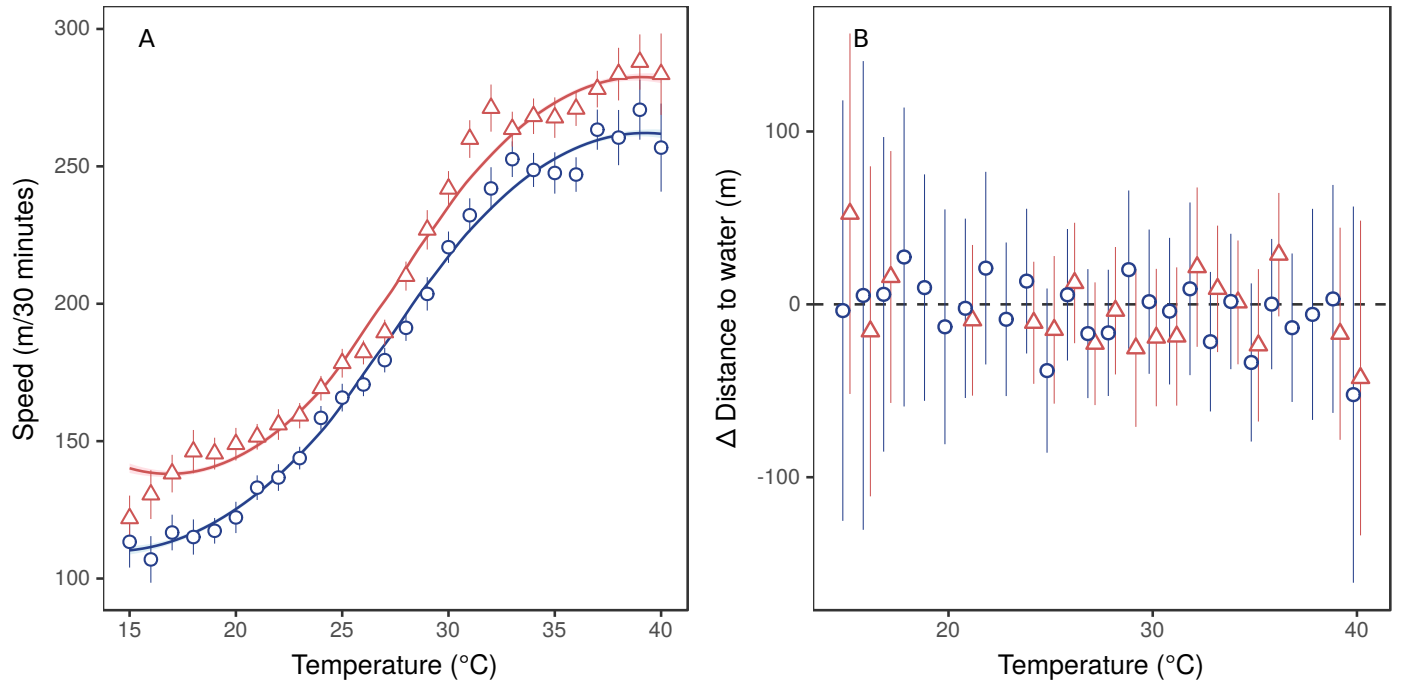 A
300
250
200
150
100
15 20 25 30 35 40
Speed (m/30 minutes)
Temperature (°C)
B
100
0
-100
20 30 40
Δ Distance to water (m)
Temperature (°C)